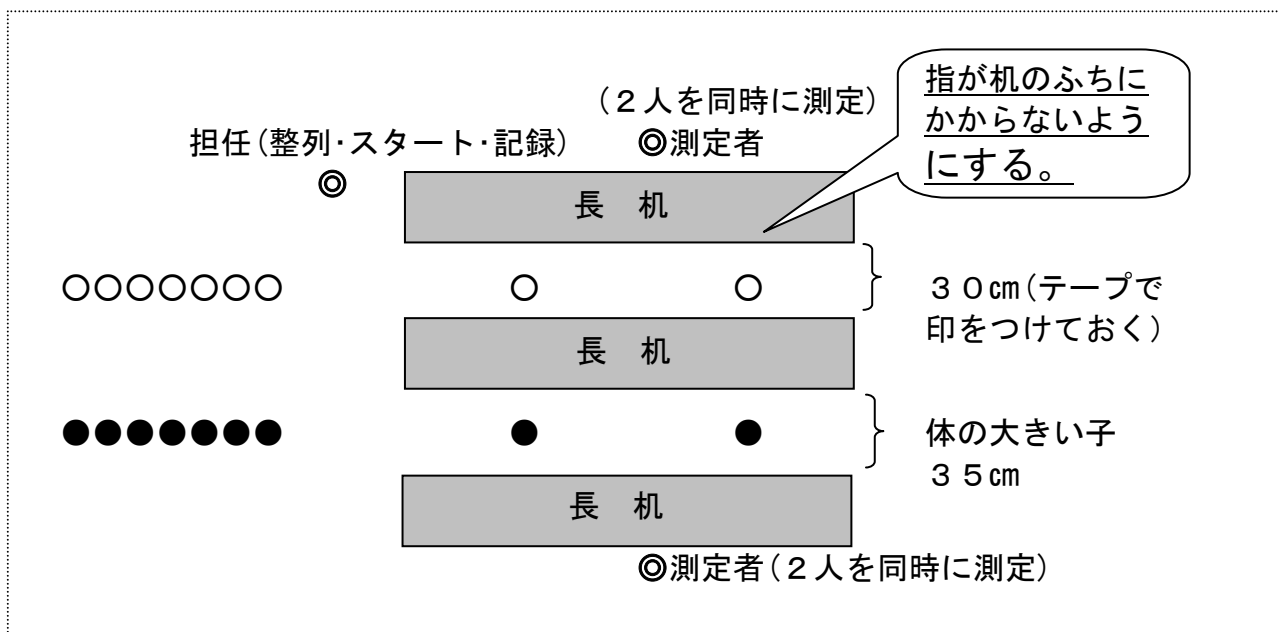 (２人を同時に測定)
担任(整列･スタート･記録)
◎測定者
指が机のふちに
かからないよう
にする。
◎
長　机
○○○○○○○
○
○
３０㎝(テープで
印をつけておく)
長　机
●●●●●●●
●
●
体の大きい子
３５㎝
長　机
◎測定者(２人を同時に測定)